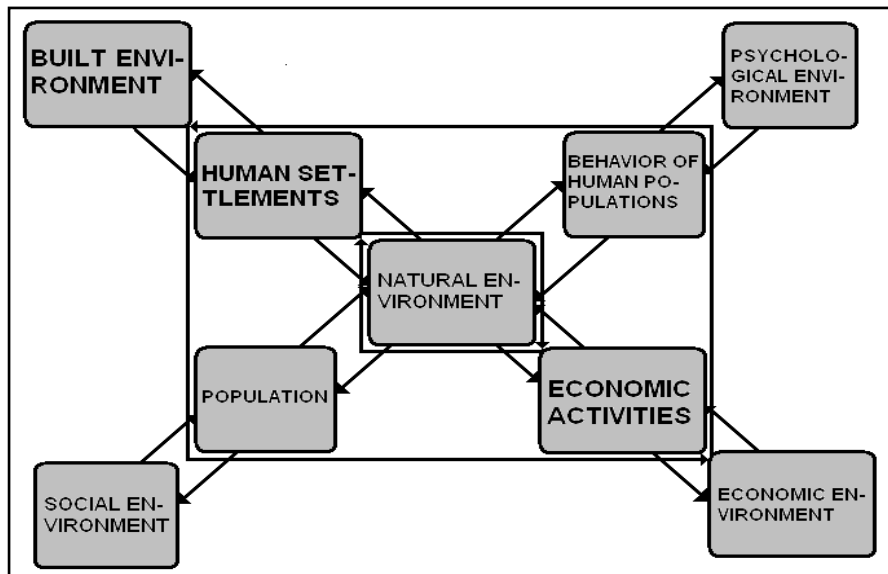 BUILT ENVI-
RONMENT
PSYCHOLO-
GICAL ENVI-
RONMENT
HUMAN SET-
TLEMENTS
BEHAVIOR OF
HUMAN PO-
PULATIONS
NATURAL EN-
VIRONMENT
POPULATION
ECONOMIC
ACTIVITIES
SOCIAL EN-
VIRONMENT
ECONOMIC EN-
VIRONMENT